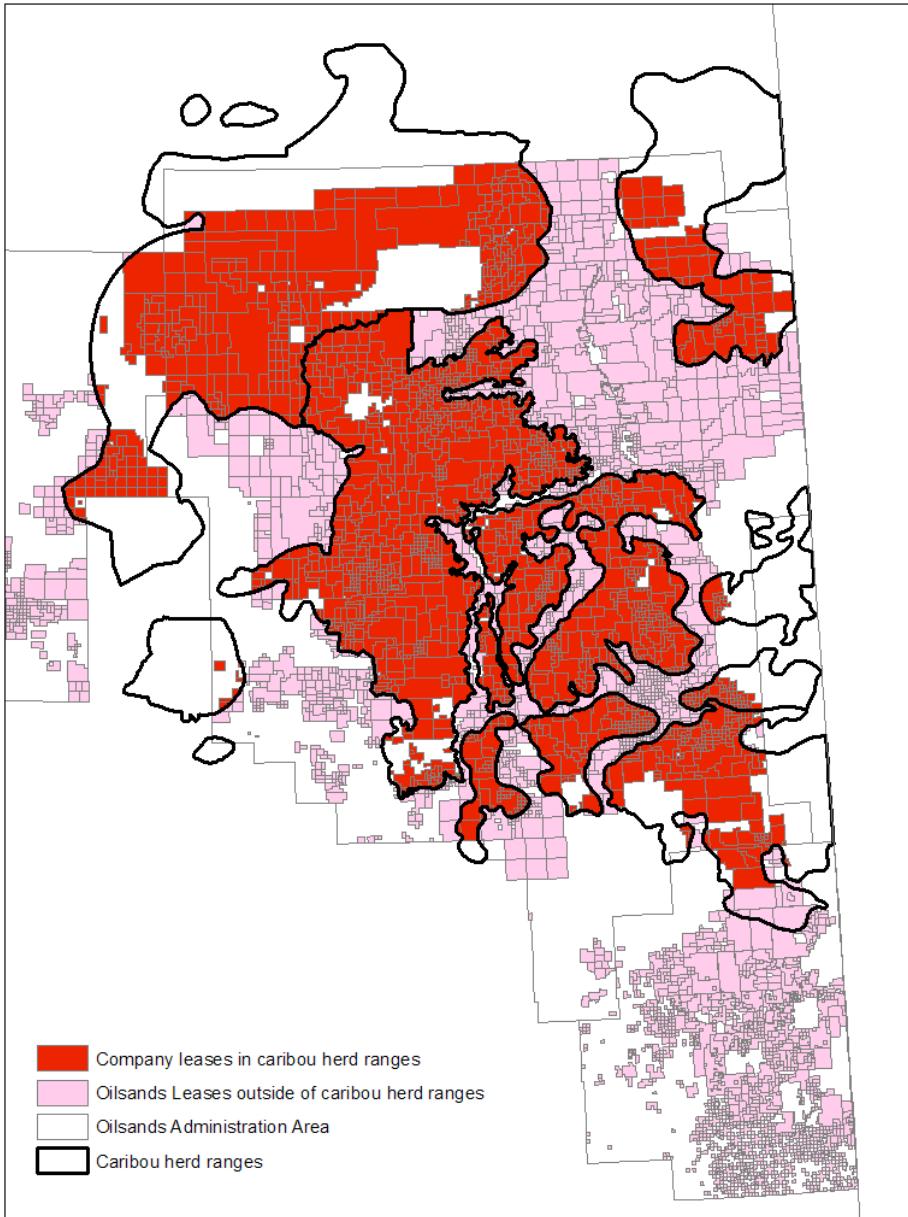 Company leases in caribou herd ranges
Oilsands Leases outside of caribou herd ranges
Oilsands Administration Area
Caribou herd ranges